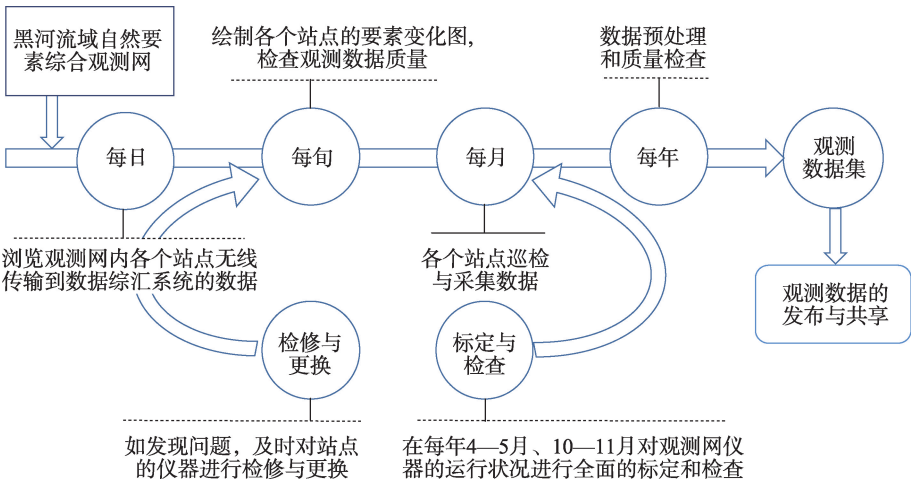 黑河流域自然要
素综合观测网
绘制各个站点的要素变化图，
检查观测数据质量
数据预处理
和质量检查
每日
每旬
每月
每年
观测
数据集
浏览观测网内各个站点无线
传输到数据综汇系统的数据
各个站点巡检
与采集数据
观测数据的
发布与共享
检修与
更换
标定与
检查
如发现问题，及时对站点
的仪器进行检修与更换
在每年4—5月、10—11月对观测网仪
器的运行状况进行全面的标定和检查